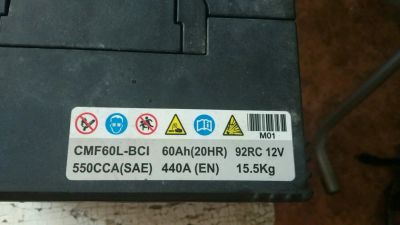 M01
CMF60L-BCI 60Ah(20HR) 92RC 12V
550CCA(SAE) 440A (EN) 15.5Kg